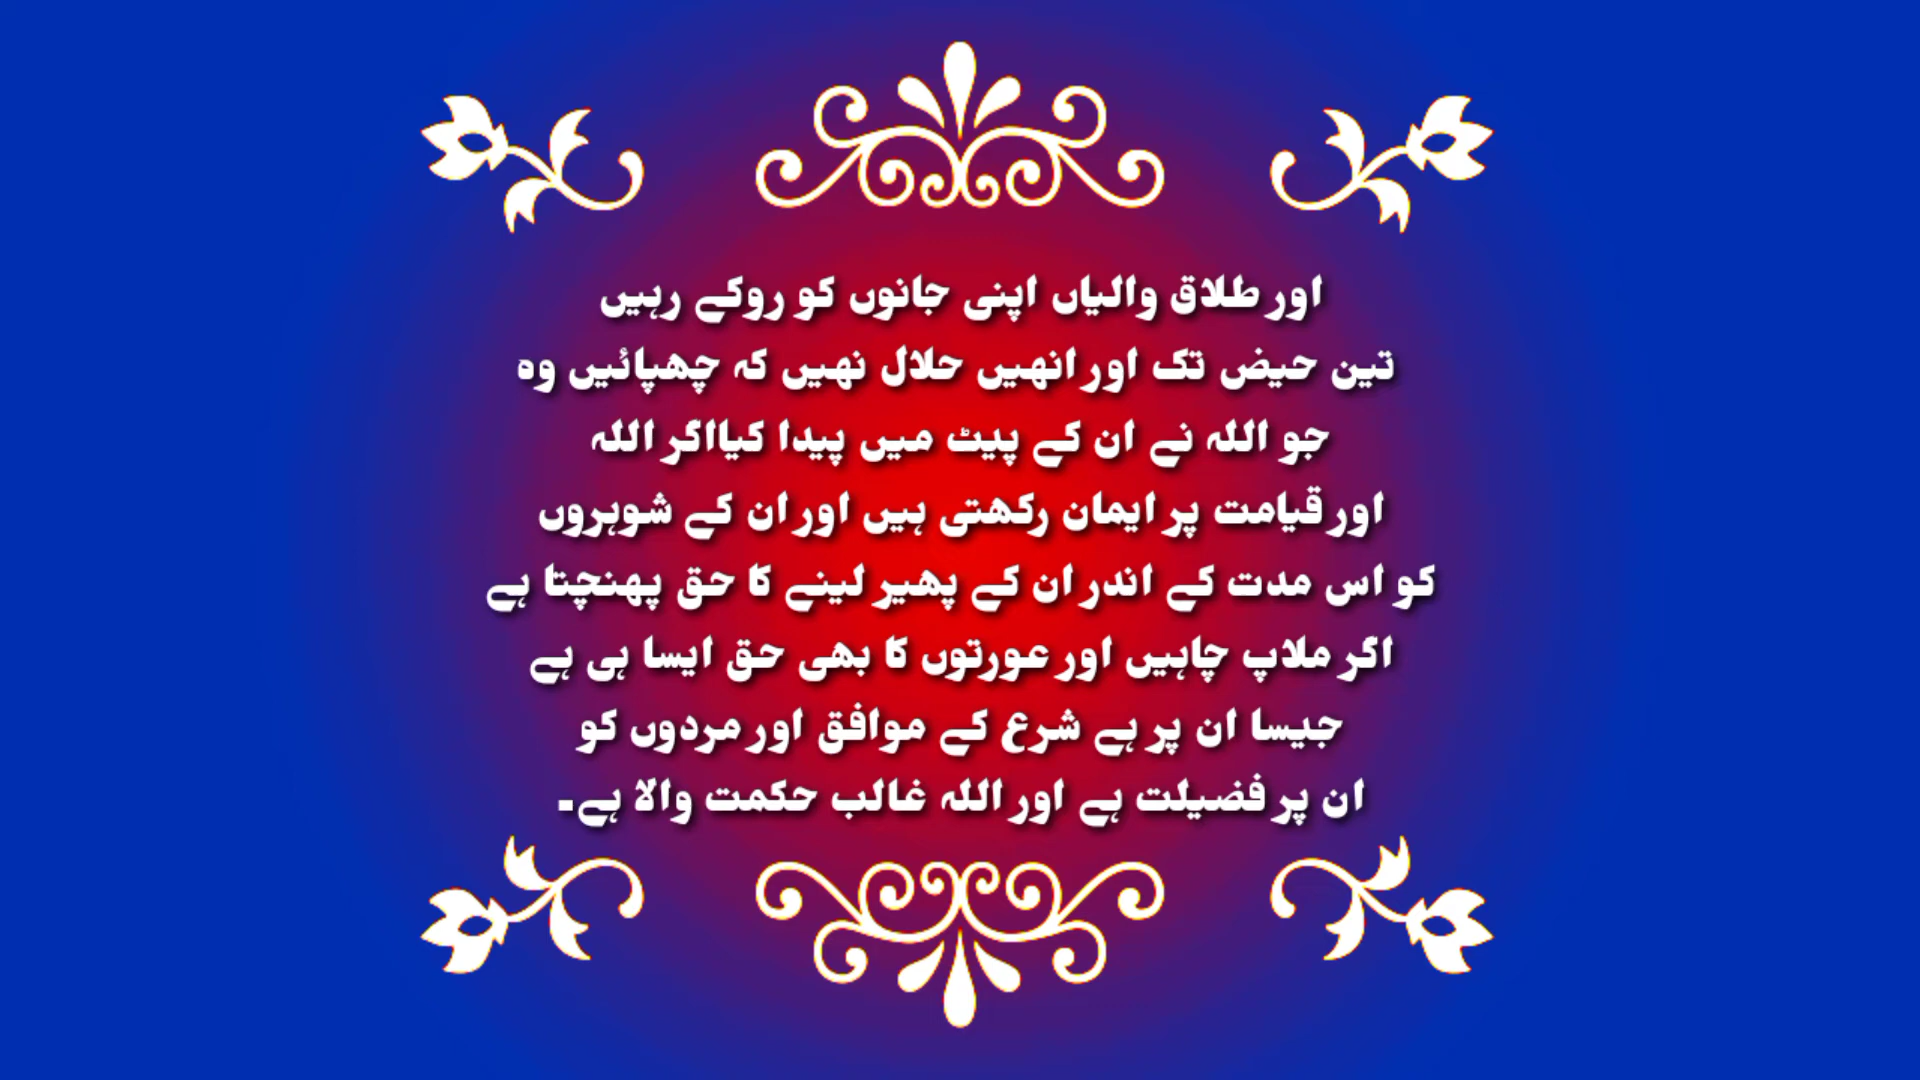 اور طلاق والیاں اپنی جانوں کو روکے رہیں
تین حیض تک اور انھیں حلال نھیں کہ چھپائیں وہ
جو اللہ نے ان کے پیٹ میں پیدا کیااگر اللہ
اور قیامت پر ایمان رکھتی ہیں اور ان کے شوہروں
کو اس مدت کے اندر ان کے پھیر لینے کا حق پھنچتا ہے
اگر ملاپ چاہیں اور عورتوں کا بھی حق ایسا ہی ہے
جیسا ان پر ہے شرع کے موافق اور مردوں کو
ان پر فضیلت ہے اور اللہ غالب حکمت والا ہے۔